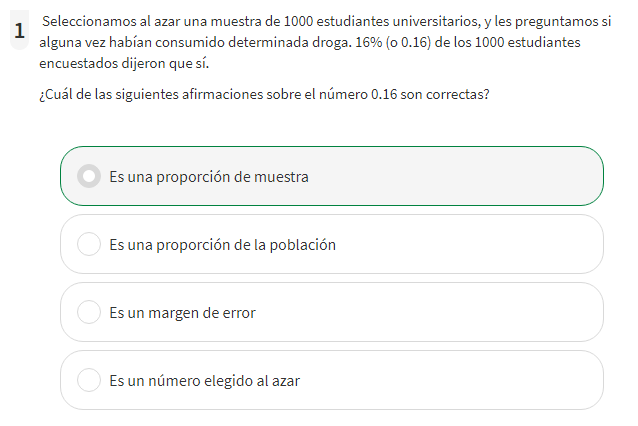 1
Seleccionamos al azar una muestra de 1000 estudiantes universitarios, y les preguntamos si
alguna vez habían consumido determinada droga. 16% (o 0.16) de los 1000 estudiantes
encuestados dijeron que sí.
¿Cuál de las siguientes afirmaciones sobre el número 0.16 son correctas?
Es una proporción de muestra
Es una proporción de la población
Es un margen de error
Es un número elegido al azar